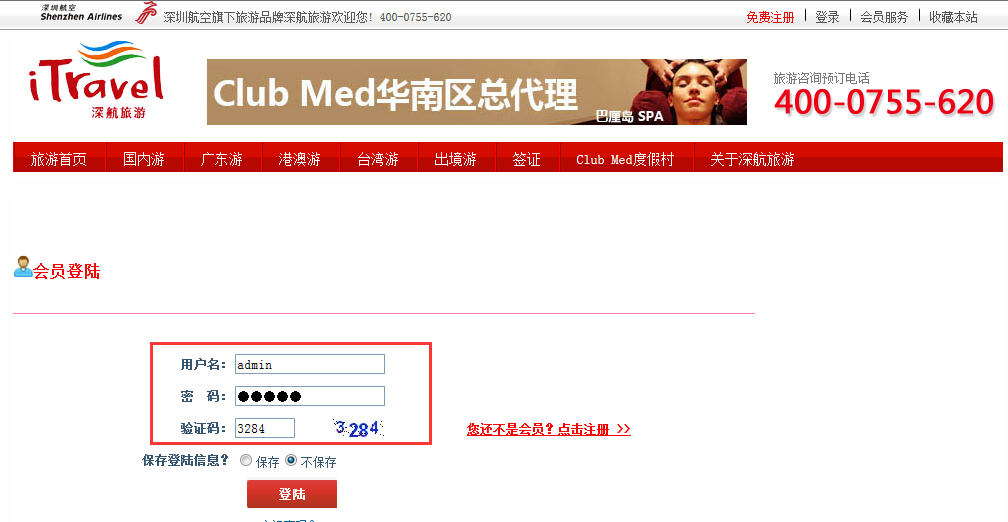 深圳航空
Shenzhen Airlines
深圳航空旗下旅游品牌深航旅游欢迎您! 400-0755-620
免费注册 登录 会员服务 收藏本站
iTravel
深航旅游
Club Med华南区总代理
巴厘岛 SPA
旅游咨询预订电话
400-0755-620
旅游首页 国内游 广东游 港澳游 台湾游 出境游 签证 Club Med度假村 关于深航旅游
会员登陆
用户名: admin
密 码: ●●●●●
验证码: 3284 3284
您还不是会员? 点击注册 >>
保存登陆信息? 保存 不保存
登陆